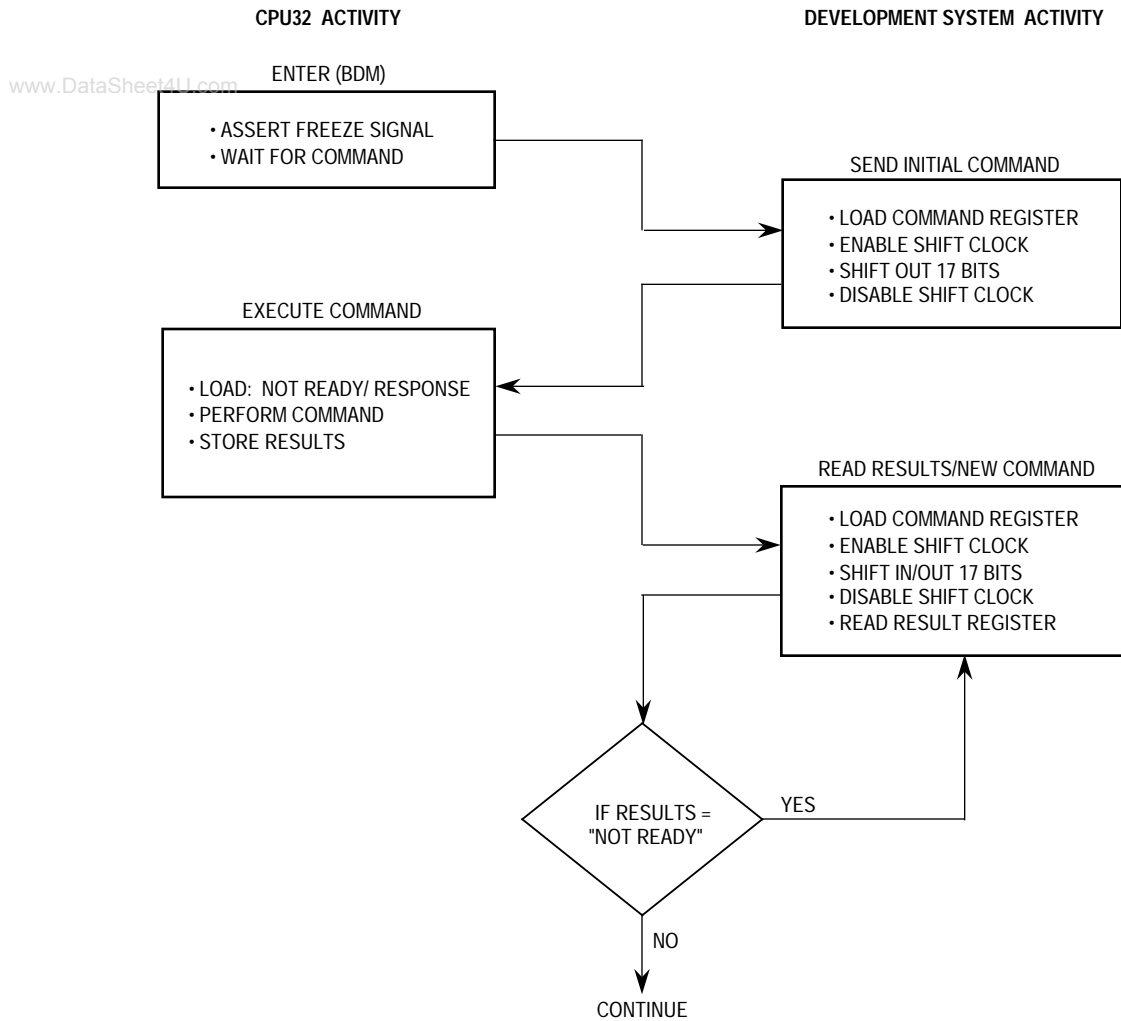 CPU32 ACTIVITY
DEVELOPMENT SYSTEM ACTIVITY
www.DataSheet4U.com
ENTER (BDM)
• ASSERT FREEZE SIGNAL
• WAIT FOR COMMAND
SEND INITIAL COMMAND
• LOAD COMMAND REGISTER
• ENABLE SHIFT CLOCK
• SHIFT OUT 17 BITS
• DISABLE SHIFT CLOCK
EXECUTE COMMAND
• LOAD: NOT READY/ RESPONSE
• PERFORM COMMAND
• STORE RESULTS
READ RESULTS/NEW COMMAND
• LOAD COMMAND REGISTER
• ENABLE SHIFT CLOCK
• SHIFT IN/OUT 17 BITS
• DISABLE SHIFT CLOCK
• READ RESULT REGISTER
IF RESULTS =
"NOT READY"
YES
NO
CONTINUE